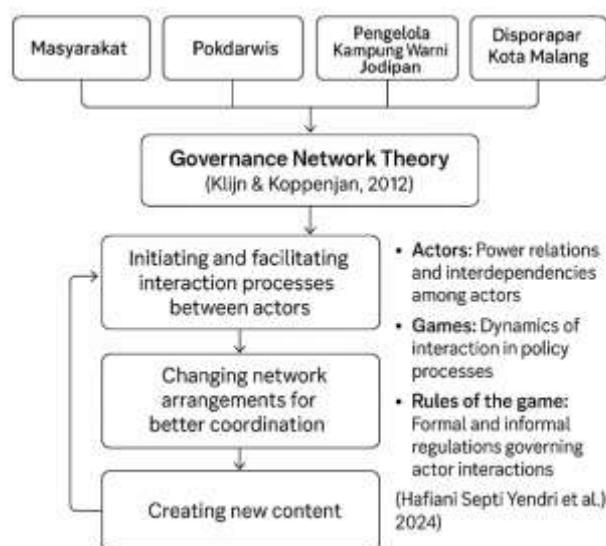 Masyarakat
Pokdarwis
Pengelola
Kampung Warni
Jodipan
Disporapar
Kota Malang
Governance Network Theory
(Klijn & Koppenjan, 2012)
Initiating and facilitating
interaction processes
between actors
Changing network
arrangements for
better coordination
Creating new content
• Actors: Power relations
and interdependencies
among actors
• Games: Dynamics of
interaction in policy
processes
• Rules of the game:
Formal and informal
regulations governing
actor interactions
(Hafiani Septi Yendri et al.)
2024)